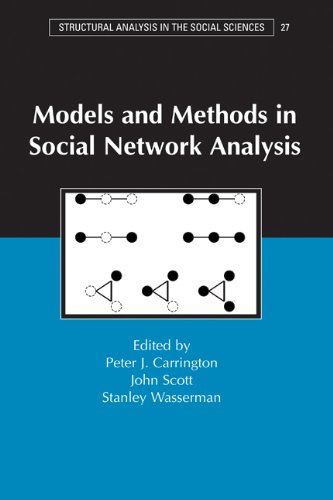 STRUCTURAL ANALYSIS IN THE SOCIAL SCIENCES 27
Models and Methods in
Social Network Analysis
Edited by
Peter J. Carrington
John Scott
Stanley Wasserman